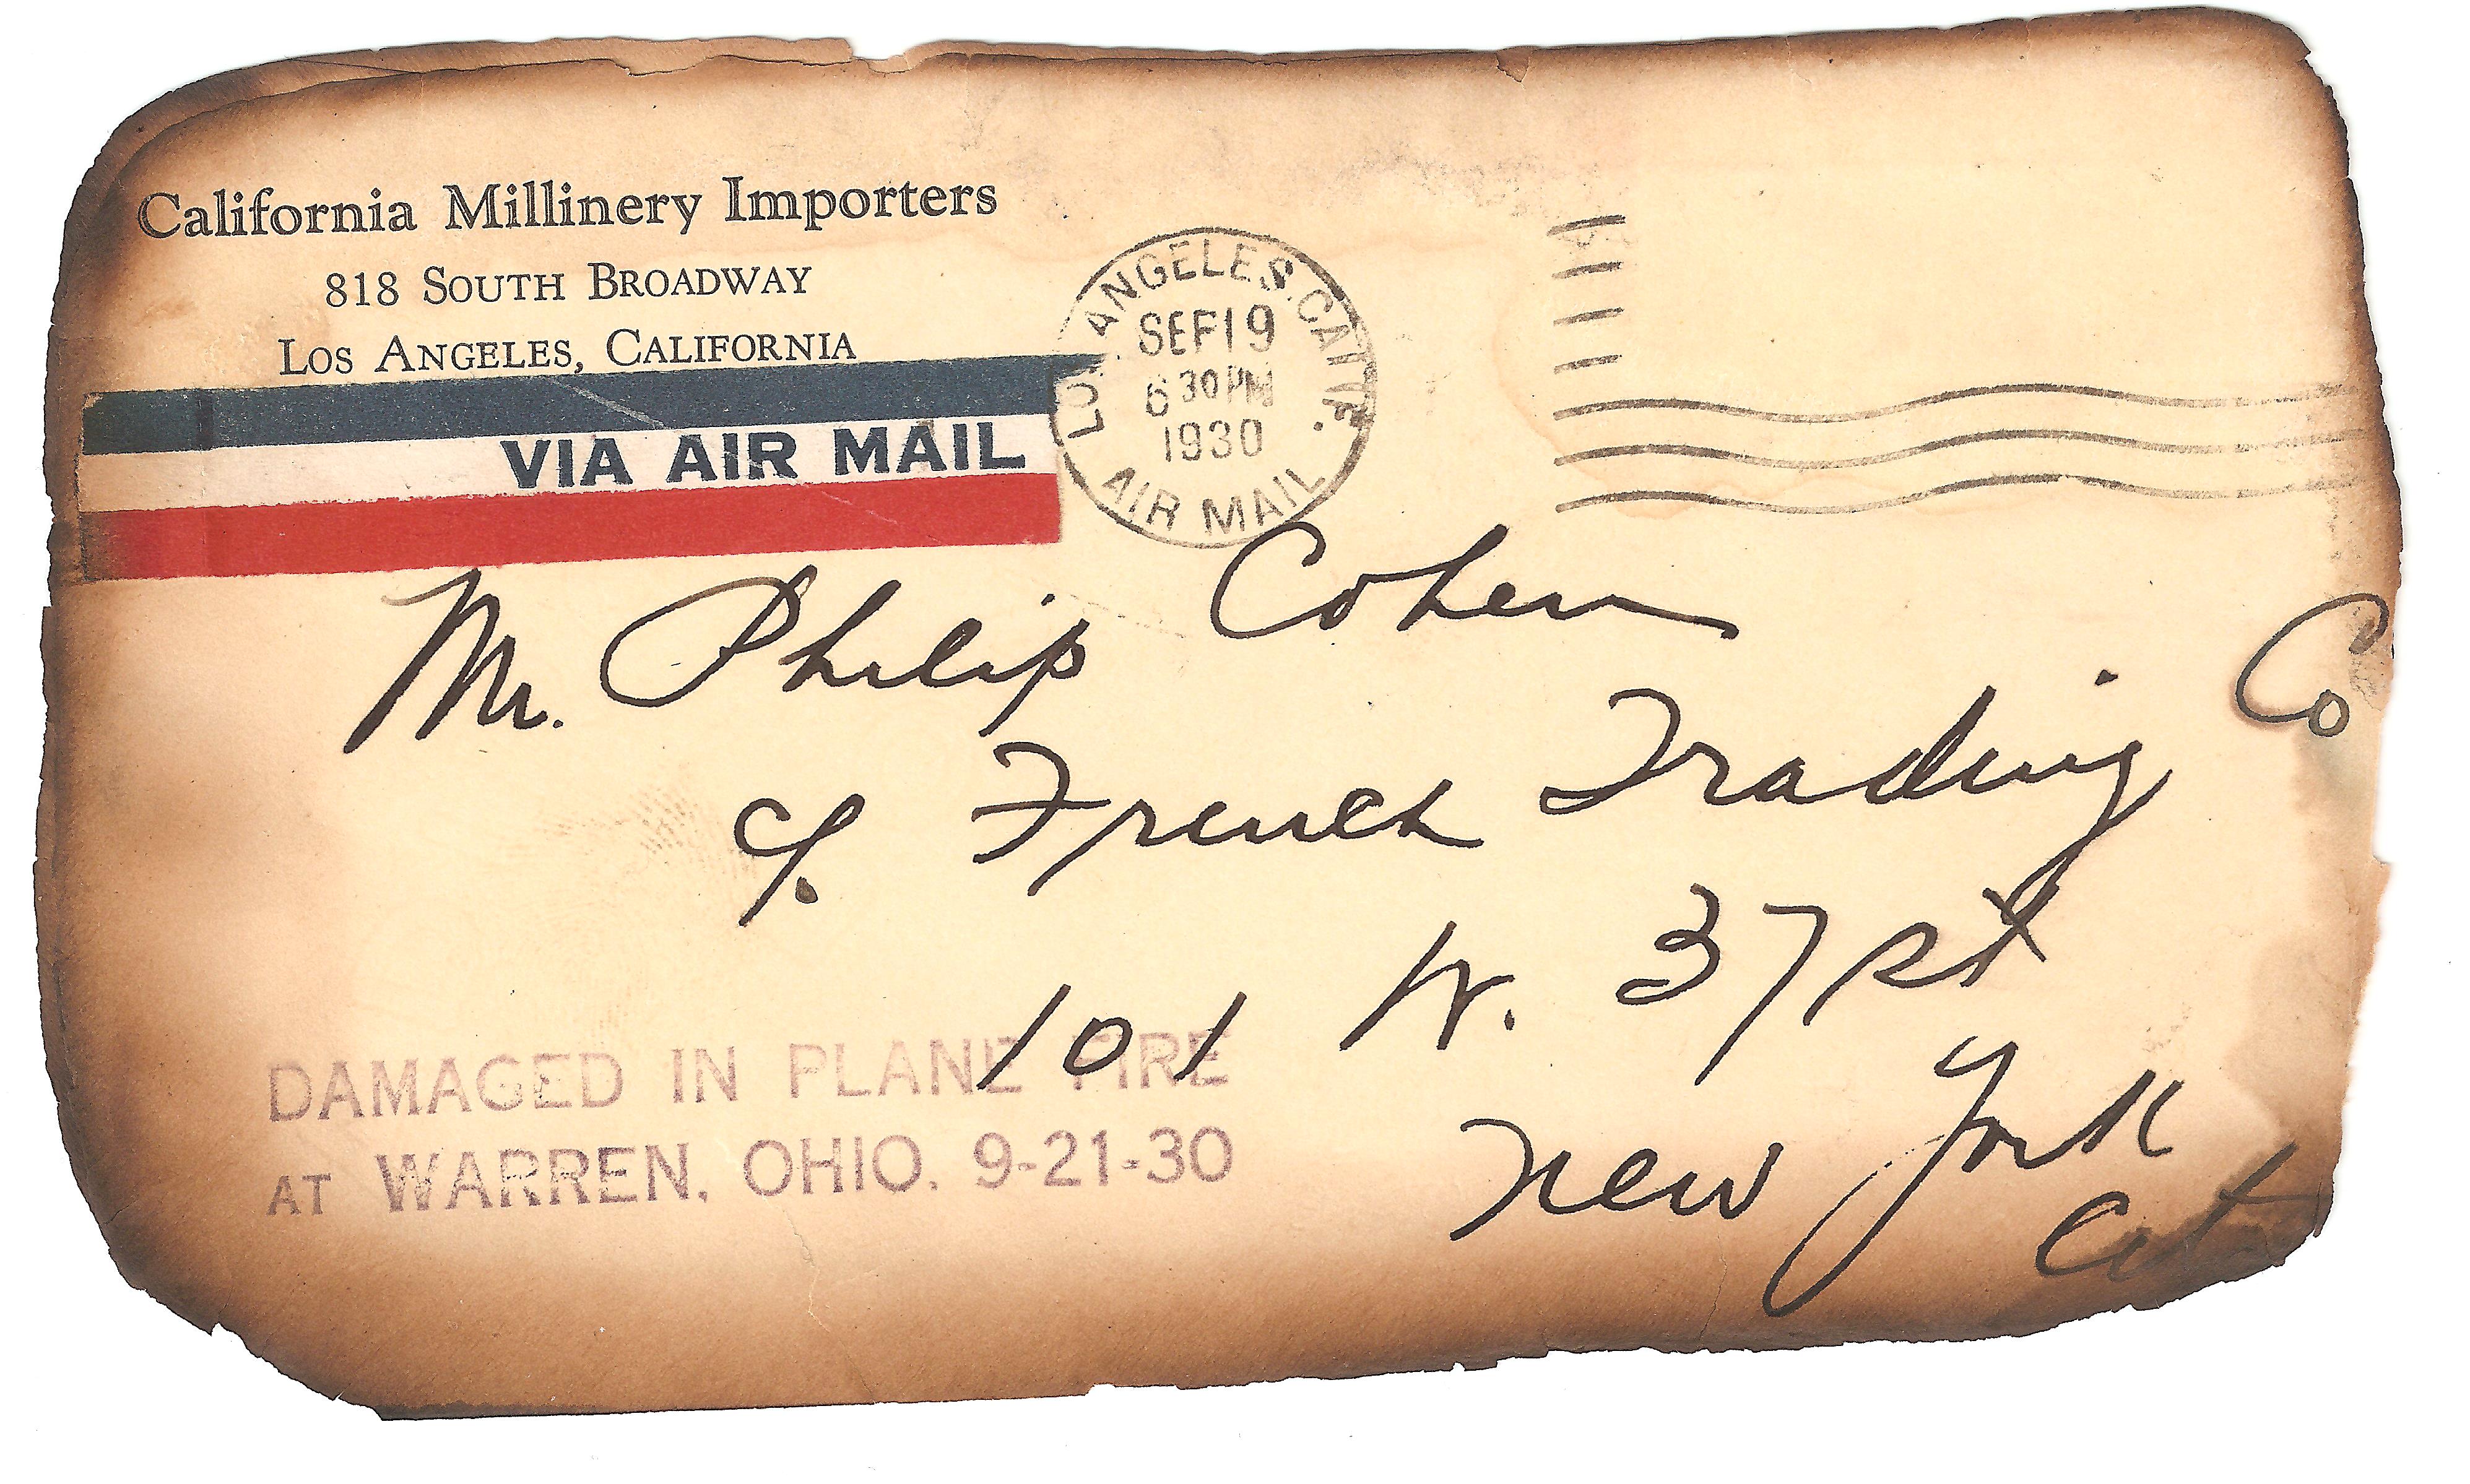 California Millinery Importers
818 SOUTH BROADWAY
LOS ANGELES, CALIFORNIA
VIA AIR MAIL
LOS ANGELES, CALIF.
SEP 19
6 30 PM
1930
AIR MAIL
Mr. Philip Cohen
c/o French Trading Co
101 W. 37 St
New York
City
DAMAGED IN PLANE FIRE
AT WARREN, OHIO. 9-21-30